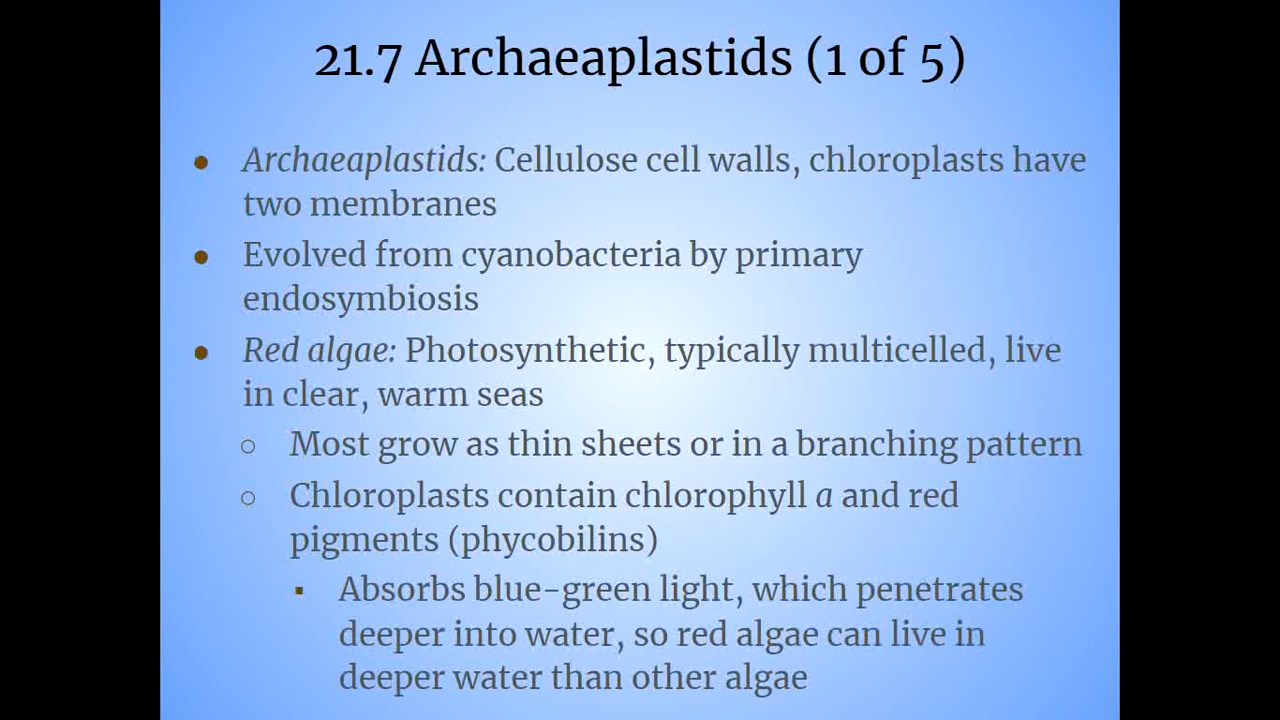 21.7 Archaeaplastids (1 of 5)
● Archaeaplastids: Cellulose cell walls, chloroplasts have
two membranes
● Evolved from cyanobacteria by primary
endosymbiosis
● Red algae: Photosynthetic, typically multicelled, live
in clear, warm seas
○ Most grow as thin sheets or in a branching pattern
○ Chloroplasts contain chlorophyll a and red
pigments (phycobilins)
▪ Absorbs blue-green light, which penetrates
deeper into water, so red algae can live in
deeper water than other algae